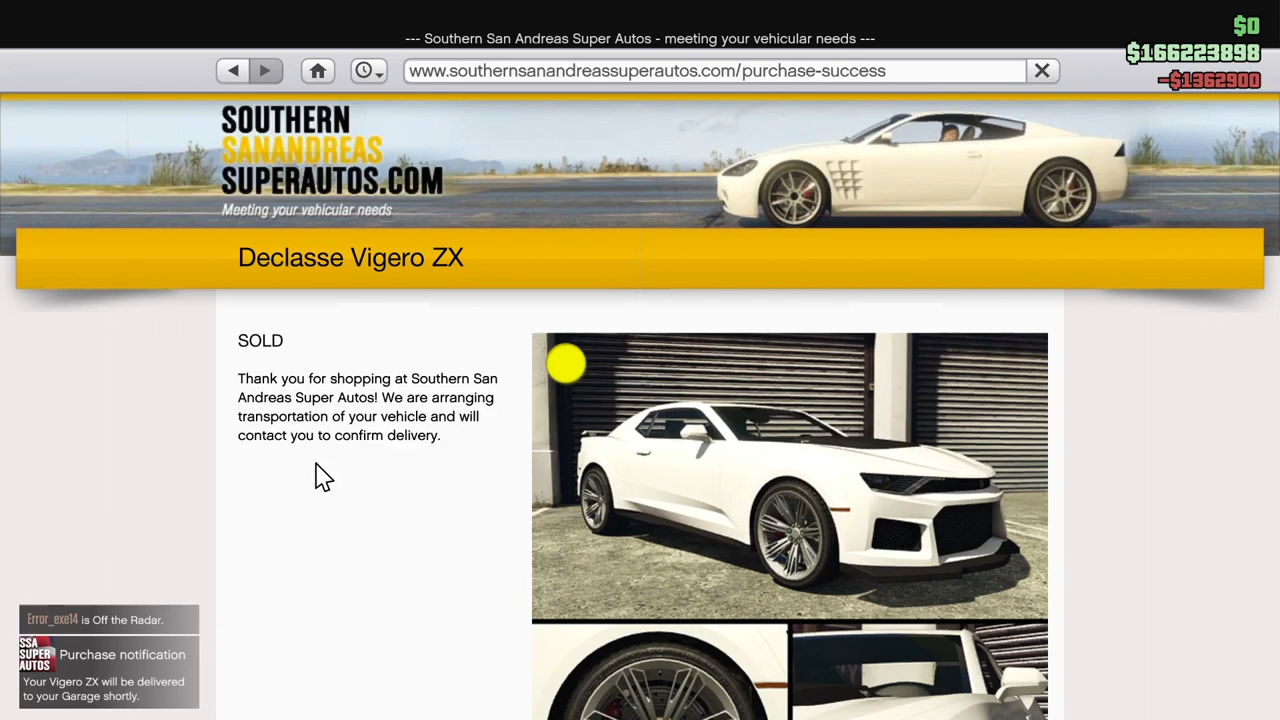 --- Southern San Andreas Super Autos - meeting your vehicular needs ---
$0
$166223898
-$1362900
www.southernsanandreassuperautos.com/purchase-success
SOUTHERN
SANANDREAS
SUPERAUTOS.COM
Meeting your vehicular needs
Declasse Vigero ZX
SOLD
Thank you for shopping at Southern San
Andreas Super Autos! We are arranging
transportation of your vehicle and will
contact you to confirm delivery.
Error_exe14 is Off the Radar.
SSA
SUPER
AUTOS
Purchase notification
Your Vigero ZX will be delivered
to your Garage shortly.